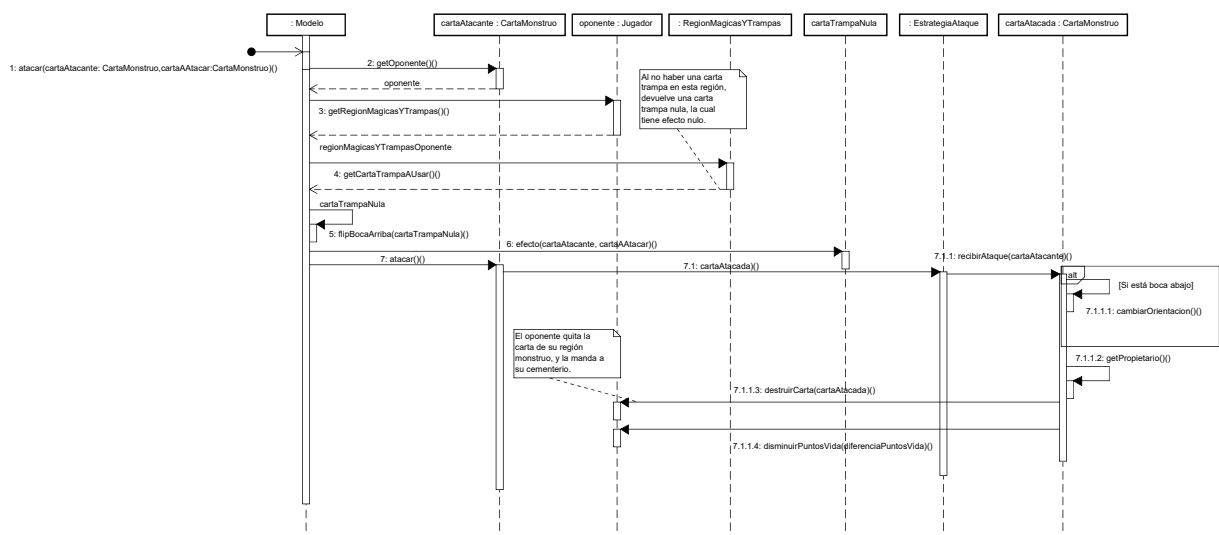 : Modelo
cartaAtacante : CartaMonstruo
oponente : Jugador
: RegionMagicasYTrampas
cartaTrampaNula
: EstrategiaAtaque
cartaAtacada : CartaMonstruo
1: atacar(cartaAtacante: CartaMonstruo,cartaAAtacar:CartaMonstruo)()
2: getOponente()()
oponente
3: getRegionMagicasYTrampas()()
Al no haber una carta
trampa en esta región,
devuelve una carta
trampa nula, la cual
tiene efecto nulo.
regionMagicasYTrampasOponente
4: getCartaTrampaAUsar()()
cartaTrampaNula
5: flipBocaArriba(cartaTrampaNula)()
6: efecto(cartaAtacante, cartaAAtacar)()
7: atacar()()
7.1: cartaAtacada)()
7.1.1: recibirAtaque(cartaAtacante)()
alt
[Si está boca abajo]
7.1.1.1: cambiarOrientacion()()
El oponente quita la
carta de su región
monstruo, y la manda a
su cementerio.
7.1.1.2: getPropietario()()
7.1.1.3: destruirCarta(cartaAtacada)()
7.1.1.4: disminuirPuntosVida(diferenciaPuntosVida)()